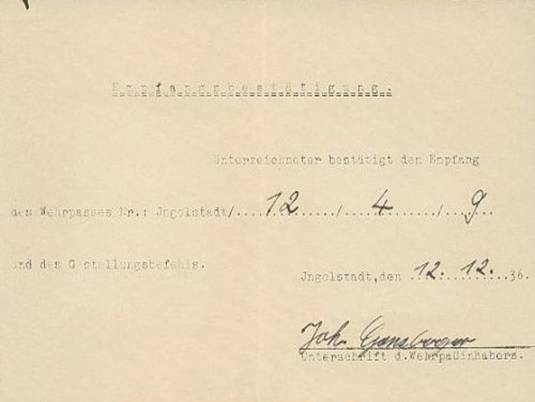 Empfangsbestätigung.
Unterzeichneter bestätigt den Empfang
des Wehrpasses Nr.: Jngolstadt/....12....../....4......./....9...
und des Gestellungsbefehls.
Jngolstadt,den ..12. 12...36.
Joh.
Unterschrift d.Wehrpaßinhabers.